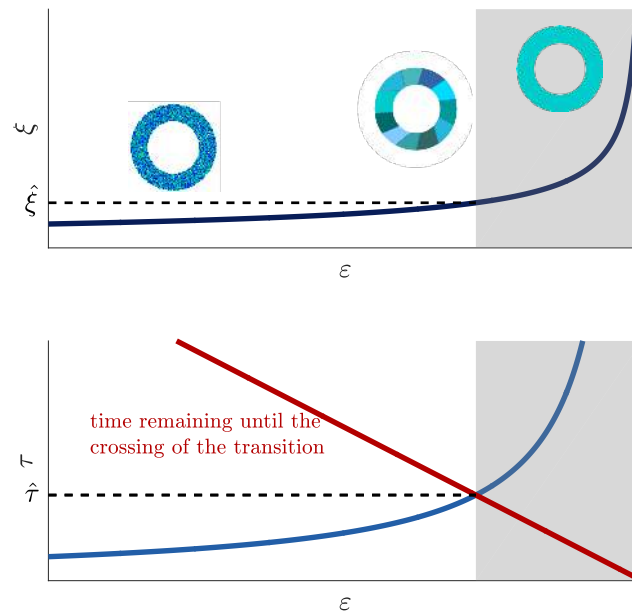 ξ
ξ̂
ε
time remaining until the
crossing of the transition
τ
τ̂
ε